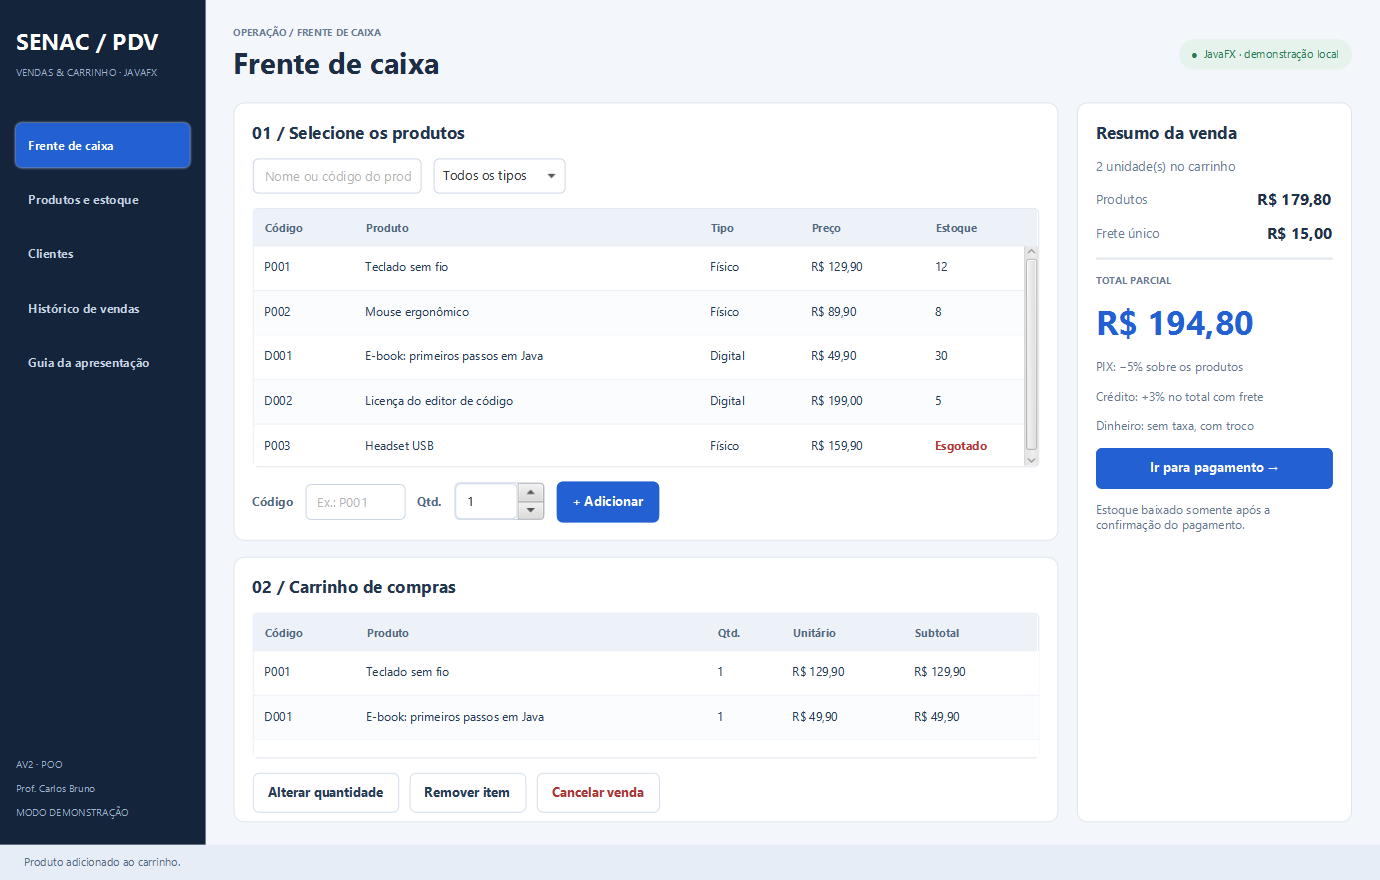 SENAC / PDV
VENDAS & CARRINHO · JAVAFX
Frente de caixa
Produtos e estoque
Clientes
Histórico de vendas
Guia da apresentação
AV2 · POO
Prof. Carlos Bruno
MODO DEMONSTRAÇÃO
OPERAÇÃO / FRENTE DE CAIXA
Frente de caixa
● JavaFX · demonstração local
01 / Selecione os produtos
Nome ou código do prod
Todos os tipos
Código Produto Tipo Preço Estoque
P001 Teclado sem fio Físico R$ 129,90 12
P002 Mouse ergonômico Físico R$ 89,90 8
D001 E-book: primeiros passos em Java Digital R$ 49,90 30
D002 Licença do editor de código Digital R$ 199,00 5
P003 Headset USB Físico R$ 159,90 Esgotado
Código Ex.: P001 Qtd. 1 + Adicionar
02 / Carrinho de compras
Código Produto Qtd. Unitário Subtotal
P001 Teclado sem fio 1 R$ 129,90 R$ 129,90
D001 E-book: primeiros passos em Java 1 R$ 49,90 R$ 49,90
Alterar quantidade Remover item Cancelar venda
Resumo da venda
2 unidade(s) no carrinho
Produtos R$ 179,80
Frete único R$ 15,00
TOTAL PARCIAL
R$ 194,80
PIX: −5% sobre os produtos
Crédito: +3% no total com frete
Dinheiro: sem taxa, com troco
Ir para pagamento →
Estoque baixado somente após a
confirmação do pagamento.
Produto adicionado ao carrinho.